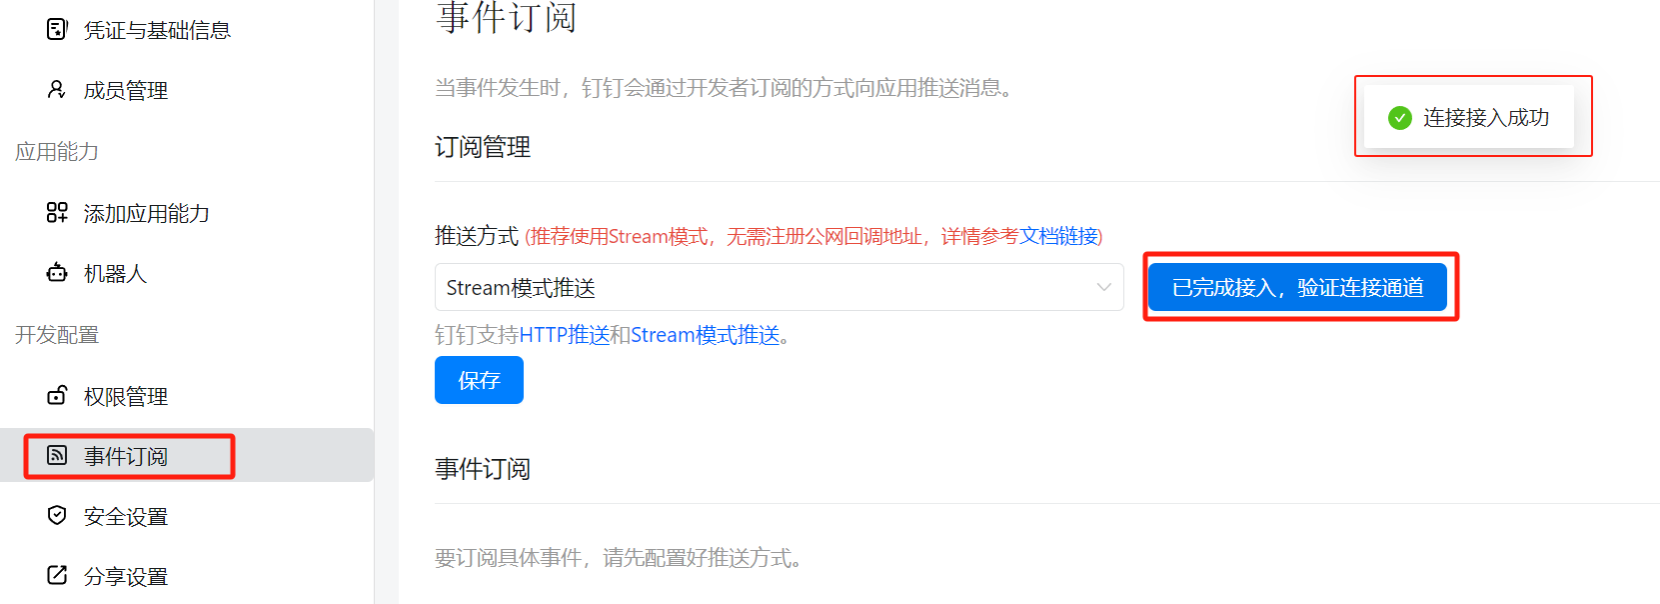 凭证与基础信息
成员管理
应用能力
添加应用能力
机器人
开发配置
权限管理
事件订阅
安全设置
分享设置
事件订阅
当事件发生时，钉钉会通过开发者订阅的方式向应用推送消息。
连接接入成功
订阅管理
推送方式 (推荐使用Stream模式，无需注册公网回调地址，详情参考文档链接)
Stream模式推送
已完成接入，验证连接通道
钉钉支持HTTP推送和Stream模式推送。
保存
事件订阅
要订阅具体事件，请先配置好推送方式。